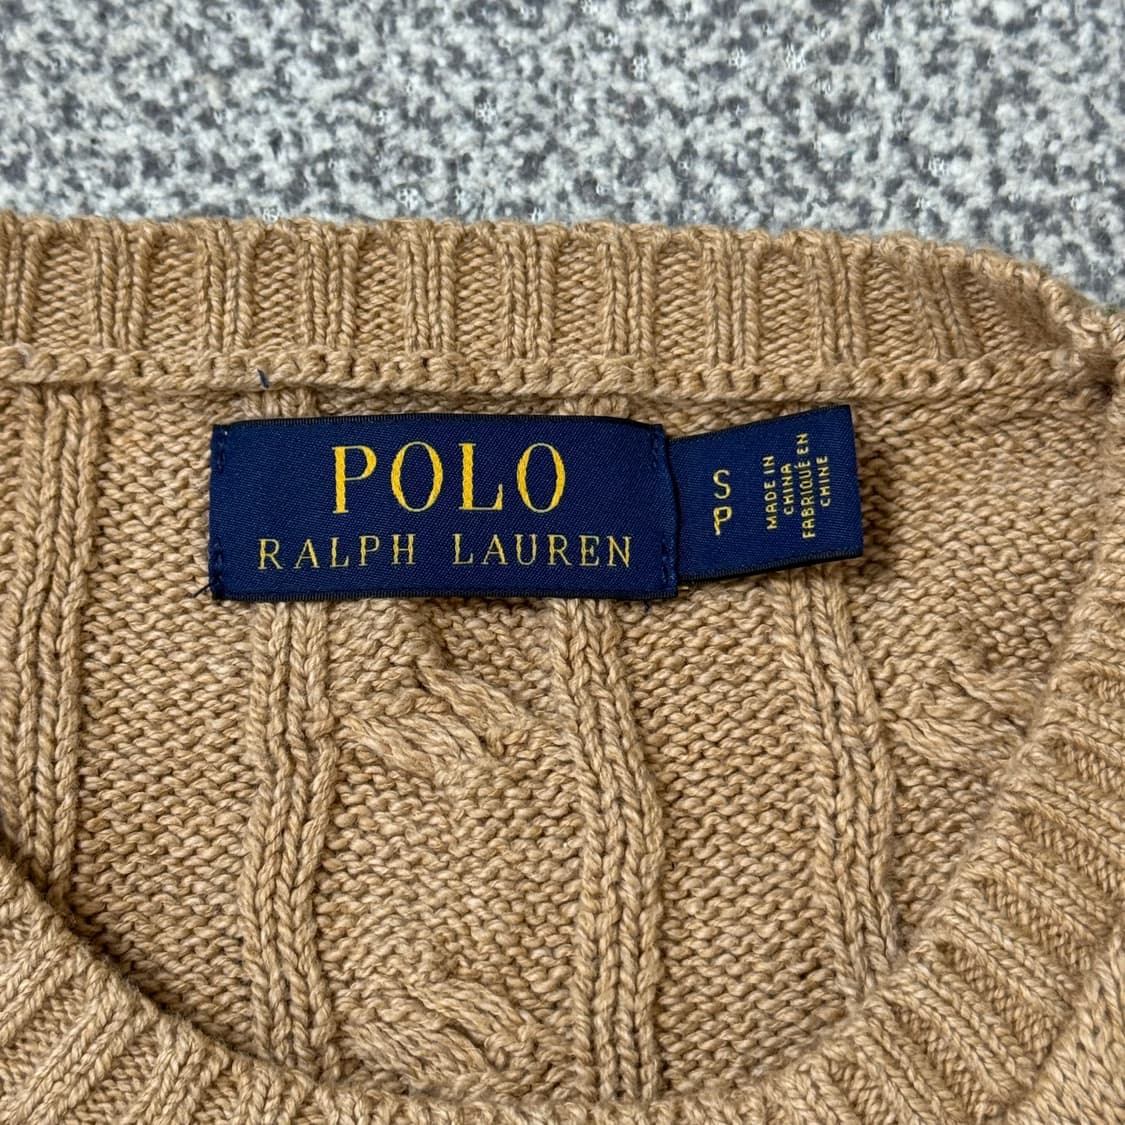 POLO
RALPH LAUREN
S
P
MADE IN
CHINA
FABRIQUÉ EN
CHINE